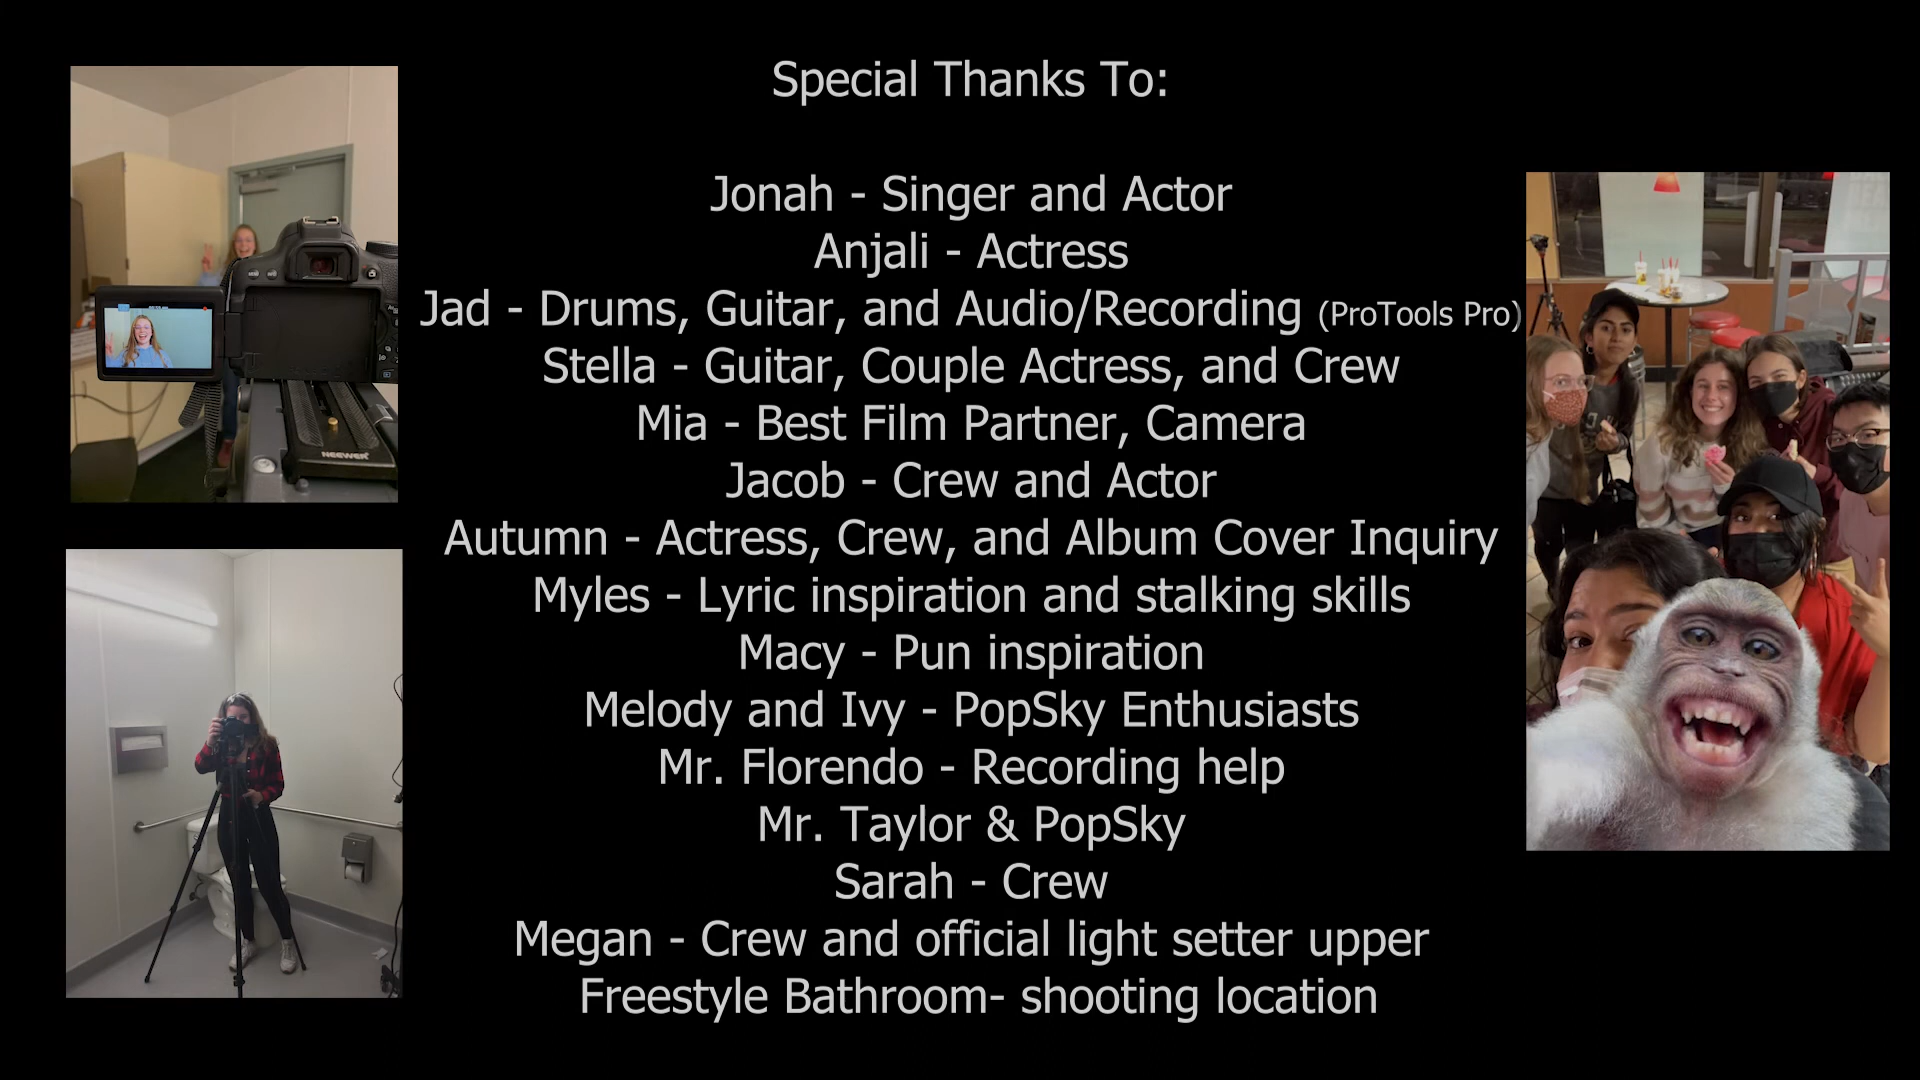 Special Thanks To:
Jonah - Singer and Actor
Anjali - Actress
Jad - Drums, Guitar, and Audio/Recording (ProTools Pro)
Stella - Guitar, Couple Actress, and Crew
Mia - Best Film Partner, Camera
Jacob - Crew and Actor
Autumn - Actress, Crew, and Album Cover Inquiry
Myles - Lyric inspiration and stalking skills
Macy - Pun inspiration
Melody and Ivy - PopSky Enthusiasts
Mr. Florendo - Recording help
Mr. Taylor & PopSky
Sarah - Crew
Megan - Crew and official light setter upper
Freestyle Bathroom- shooting location
NEEWER